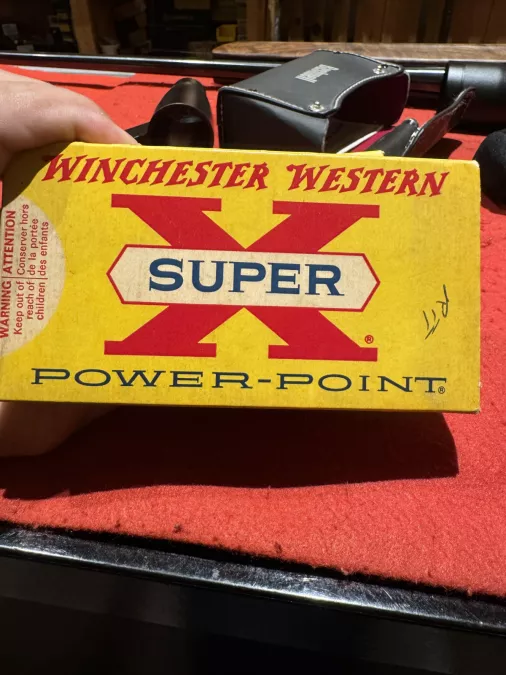 WINCHESTER WESTERN
X
SUPER
®
POWER-POINT®
WARNING | ATTENTION
Keep out of | Conserver hors
reach of | de la portée
children | des enfants